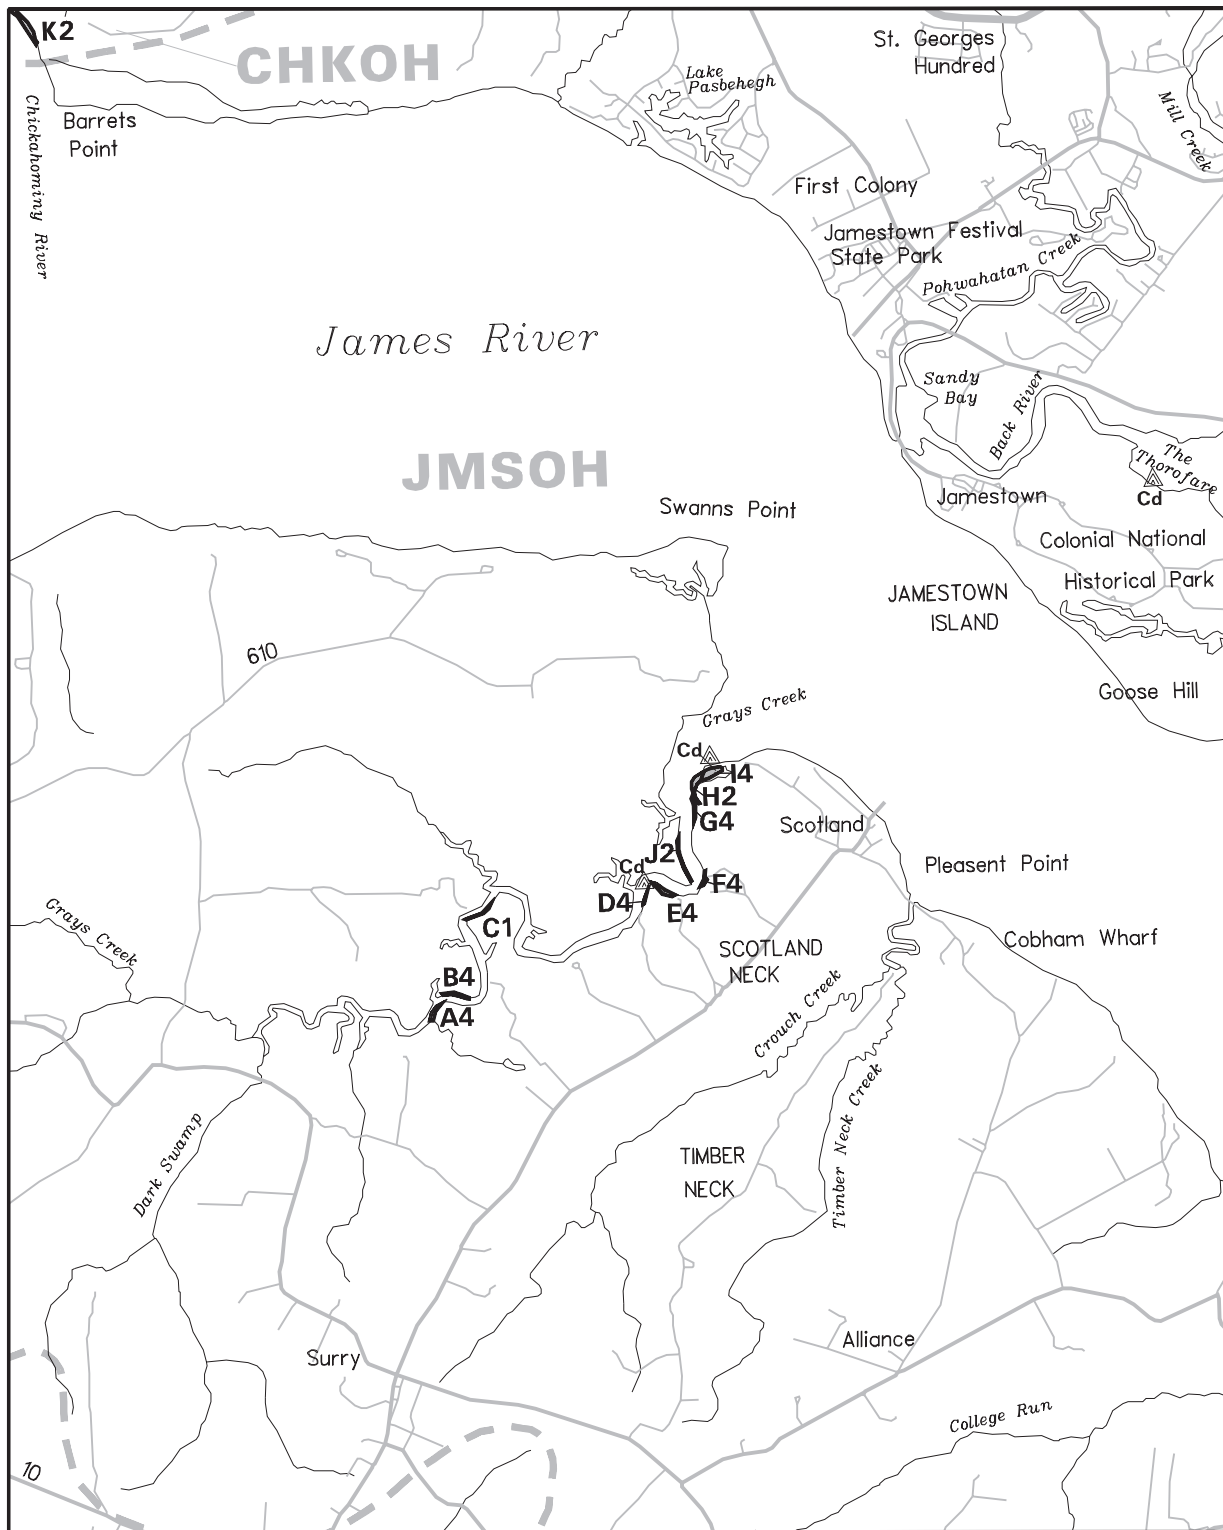 K2
CHKOH
St. Georges
Hundred
Lake
Pasbehegh
Mill Creek
Barrets
Point
Chickahominy River
First Colony
Jamestown Festival
State Park
Pohwahatan Creek
James River
Sandy
Bay
Back River
JMSOH
The
Thorofare
Cd
Swanns Point
Jamestown
Colonial National
Historical Park
JAMESTOWN
ISLAND
610
Goose Hill
Grays Creek
Cd
I4
H2
G4
Scotland
J2
Cd
F4
Pleasent Point
D4
E4
Grays Creek
C1
SCOTLAND
NECK
Cobham Wharf
B4
A4
Crouch Creek
Timber Neck Creek
Dark Swamp
TIMBER
NECK
Alliance
Surry
College Run
10